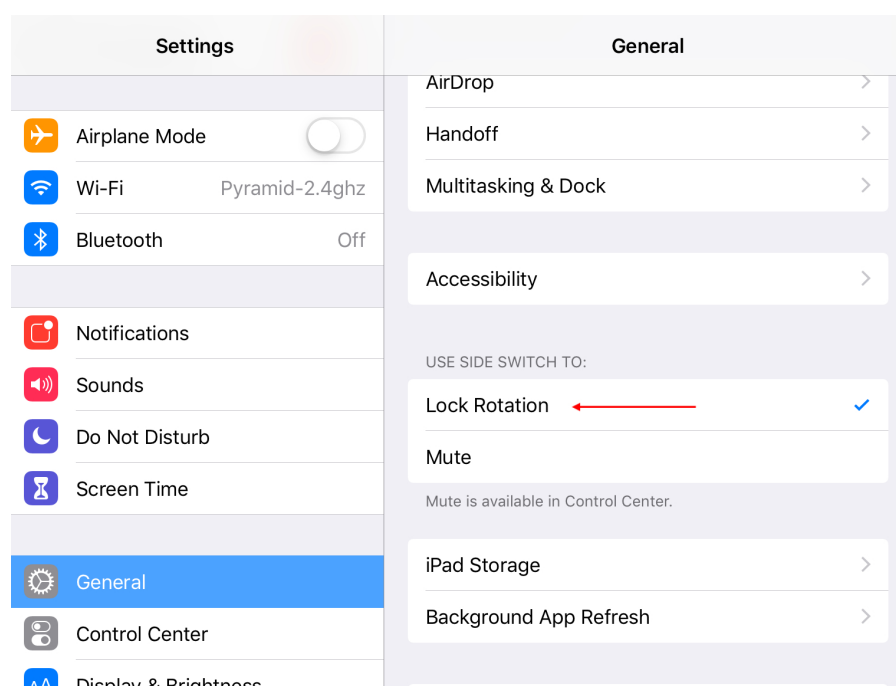 Settings
Airplane Mode
Wi-Fi Pyramid-2.4ghz
Bluetooth Off
Notifications
Sounds
Do Not Disturb
Screen Time
General
Control Center
Display & Brightness
General
AirDrop
Handoff
Multitasking & Dock
Accessibility
USE SIDE SWITCH TO:
Lock Rotation
Mute
Mute is available in Control Center.
iPad Storage
Background App Refresh